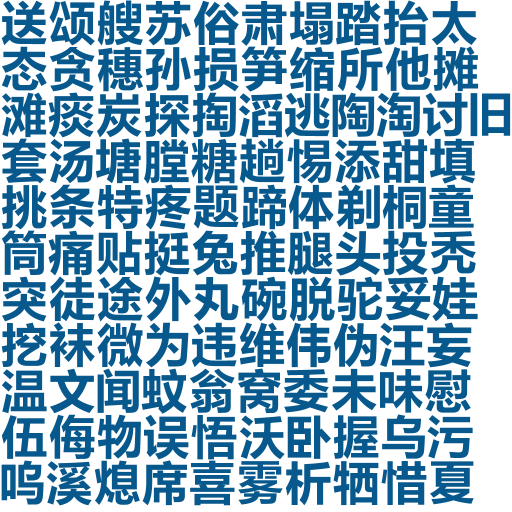 送颂艘苏俗肃塌踏抬太
态贪穗孙损笋缩所他摊
滩痰炭探掏滔逃陶淘讨旧
套汤塘膛糖趟惕添甜填
挑条特疼题蹄体剃桐童
筒痛贴挺兔推腿头投秃
突徒途外丸碗脱驼妥娃
挖袜微为违维伟伪汪妄
温文闻蚊翁窝委未味慰
伍侮物误悟沃卧握乌污
呜溪熄席喜雾析牺惜夏